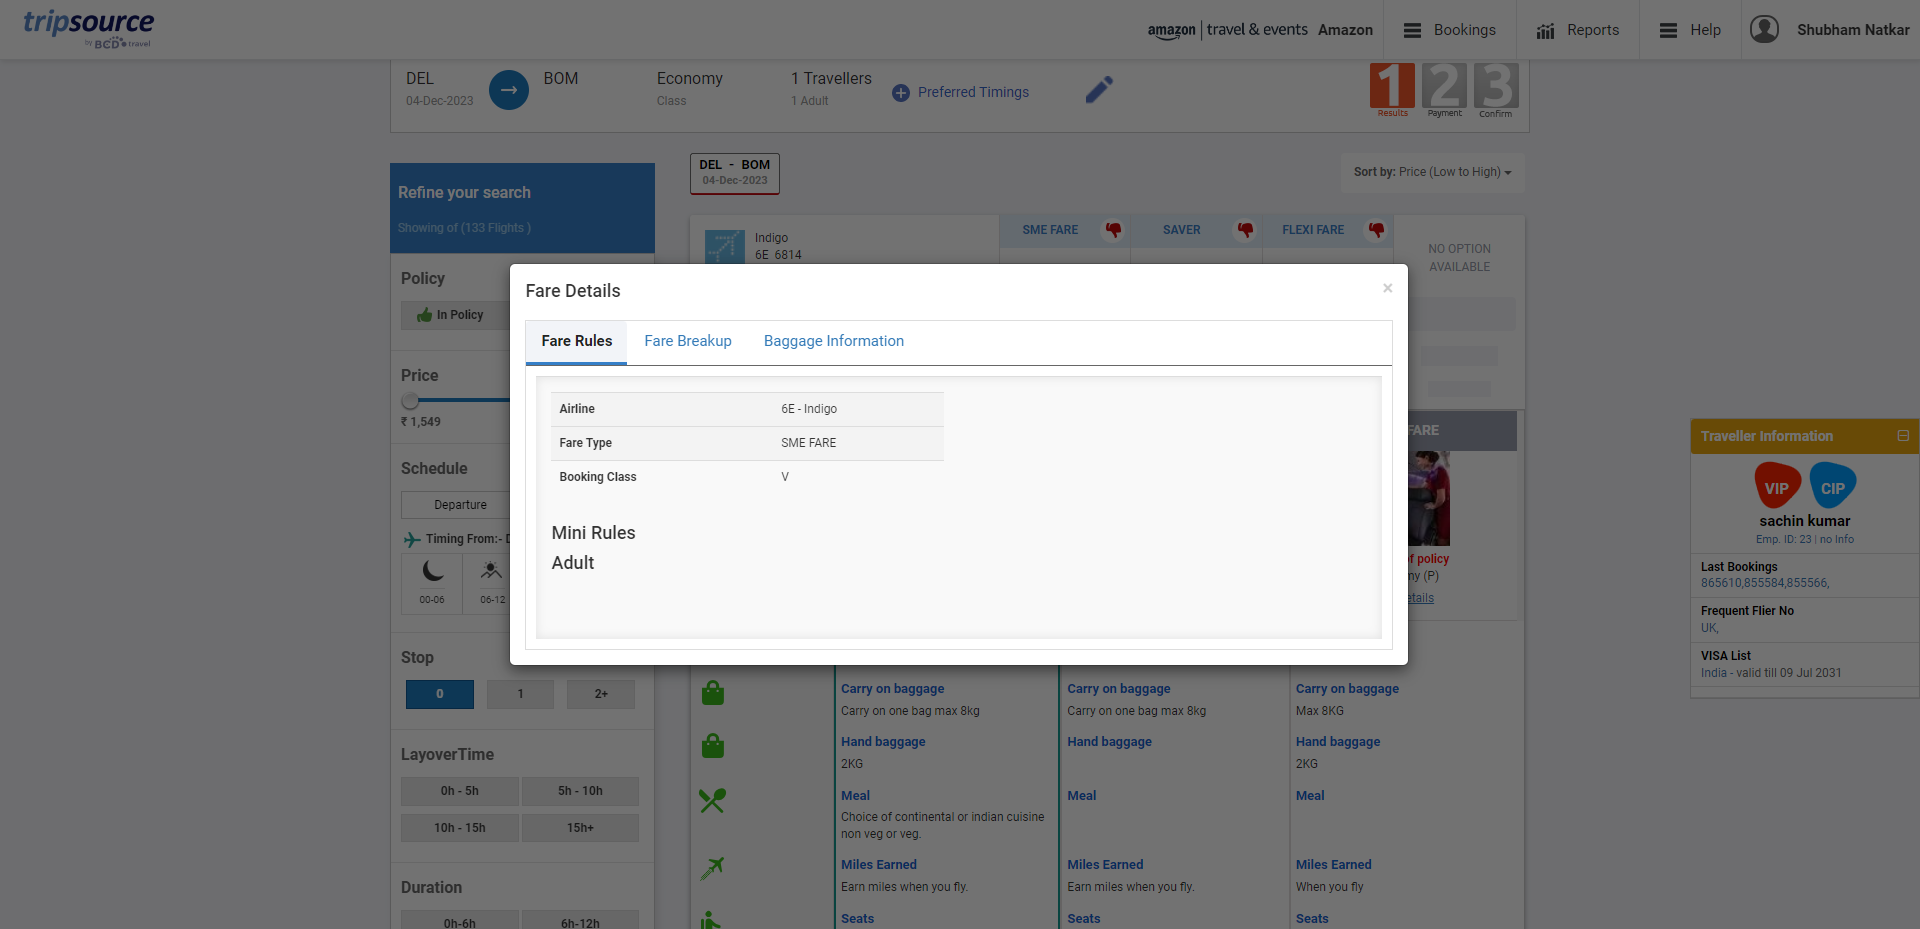 tripsource
by BCD travel
amazon | travel & events Amazon
Bookings
Reports
Help
Shubham Natkar
DEL
04-Dec-2023
BOM
Economy
Class
1 Travellers
1 Adult
Preferred Timings
1 2 3
Results Payment Confirm
Refine your search
Showing of (133 Flights )
DEL - BOM
04-Dec-2023
Sort by: Price (Low to High)
Indigo
6E 6814
SME FARE
SAVER
FLEXI FARE
NO OPTION
AVAILABLE
Policy
In Policy
Price
₹ 1,549
Schedule
Departure
Timing From:- D
00-06
06-12
Stop
0
1
2+
LayoverTime
0h - 5h
5h - 10h
10h - 15h
15h+
Duration
0h-6h
6h-12h
Fare Details
×
Fare Rules
Fare Breakup
Baggage Information
Airline 6E - Indigo
Fare Type SME FARE
Booking Class V
Mini Rules
Adult
FARE
f policy
ny (P)
etails
Carry on baggage
Carry on one bag max 8kg
Hand baggage
2KG
Meal
Choice of continental or indian cuisine
non veg or veg.
Miles Earned
Earn miles when you fly.
Seats
Carry on baggage
Carry on one bag max 8kg
Hand baggage
Meal
Miles Earned
Earn miles when you fly.
Seats
Carry on baggage
Max 8KG
Hand baggage
2KG
Meal
Miles Earned
When you fly
Seats
Traveller Information
VIP
CIP
sachin kumar
Emp. ID: 23 | no Info
Last Bookings
865610,855584,855566,
Frequent Flier No
UK,
VISA List
India - valid till 09 Jul 2031